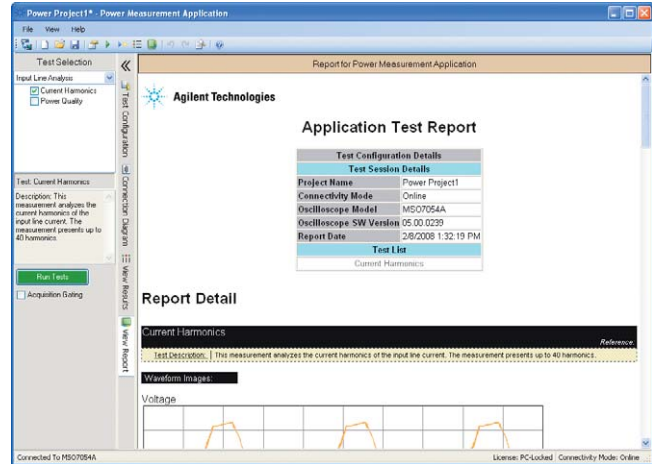 Power Project1* - Power Measurement Application
File View Help
Test Selection
Input Line Analysis
Current Harmonics
Power Quality
Test: Current Harmonics
Description: This
measurement analyzes the
current harmonics of the
input line current. The
measurement presents up to
40 harmonics.
Run Tests
Acquisition Gating
Test Configuration
Connection Diagram
View Results
View Report
Report for Power Measurement Application
Agilent Technologies
Application Test Report
Test Configuration Details
Test Session Details
Project Name Power Project1
Connectivity Mode Online
Oscilloscope Model MSO7054A
Oscilloscope SW Version 05.00.0239
Report Date 2/8/2008 1:32:19 PM
Test List
Current Harmonics
Report Detail
Current Harmonics
Reference:
Test Description: This measurement analyzes the current harmonics of the input line current. The measurement presents up to 40 harmonics.
Waveform Images:
Voltage
Connected To MSO7054A
License: PC-Locked Connectivity Mode: Online